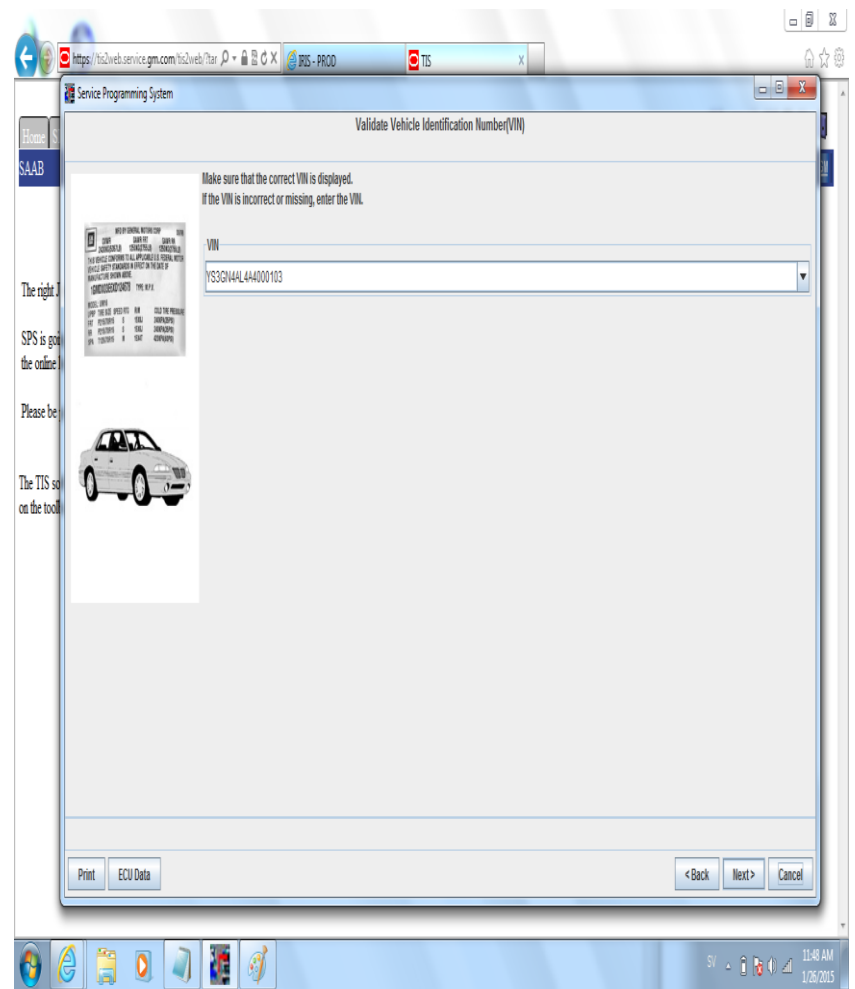 https://tis2web.service.gm.com/tis2web/?tar
IRIS - PROD
TIS
Service Programming System
Home S
Validate Vehicle Identification Number(VIN)
SAAB
Make sure that the correct VIN is displayed.
If the VIN is incorrect or missing, enter the VIN.
VIN
YS3GN4AL4A4000103
The right J
SPS is goi
the online
Please be
The TIS so
on the tool
Print
ECU Data
<Back
Next>
Cancel
SV
11:48 AM
1/26/2015